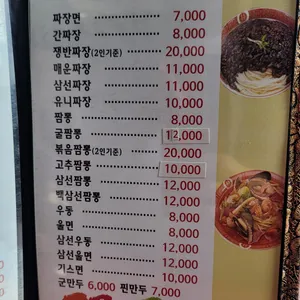 짜장면 ················ 7,000
간짜장 ················ 8,000
쟁반짜장(2인기준) ······ 20,000
매운짜장 ·············· 11,000
삼선짜장 ·············· 11,000
유니짜장 ·············· 10,000
짬뽕 ·················· 8,000
굴짬뽕 ················ 12,000
볶음짬뽕(2인기준) ······ 20,000
고추짬뽕 ·············· 10,000
삼선짬뽕 ·············· 12,000
백삼선짬뽕 ············ 12,000
우동 ·················· 8,000
울면 ·················· 8,000
삼선우동 ·············· 12,000
삼선울면 ·············· 12,000
기스면 ················ 10,000
군만두 6,000 찐만두 7,000